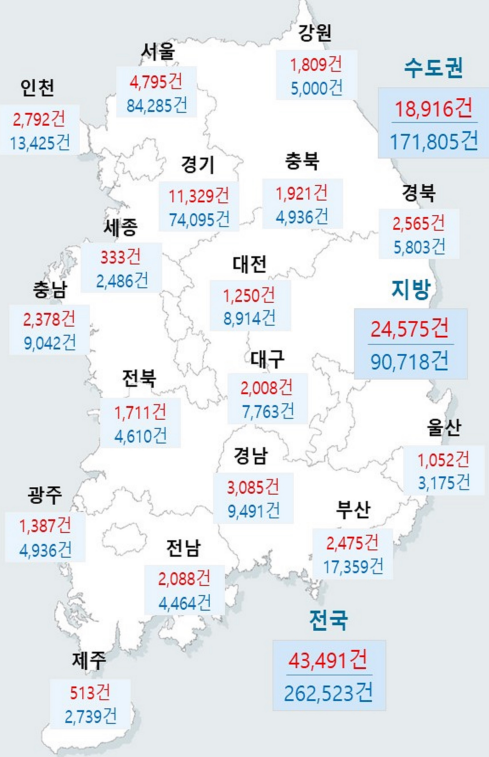 강원
1,809건
5,000건
서울
4,795건
84,285건
수도권
18,916건
171,805건
인천
2,792건
13,425건
경기
11,329건
74,095건
충북
1,921건
4,936건
경북
2,565건
5,803건
세종
333건
2,486건
대전
1,250건
8,914건
지방
24,575건
90,718건
충남
2,378건
9,042건
대구
2,008건
7,763건
전북
1,711건
4,610건
울산
1,052건
3,175건
경남
3,085건
9,491건
광주
1,387건
4,936건
부산
2,475건
17,359건
전남
2,088건
4,464건
전국
43,491건
262,523건
제주
513건
2,739건